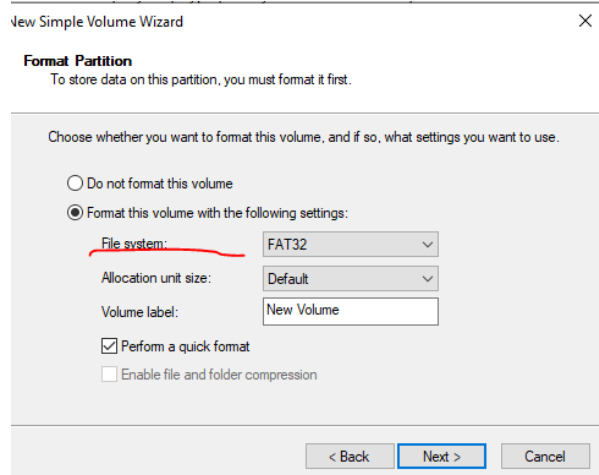 New Simple Volume Wizard
Format Partition
To store data on this partition, you must format it first.
Choose whether you want to format this volume, and if so, what settings you want to use.
Do not format this volume
Format this volume with the following settings:
File system: FAT32
Allocation unit size: Default
Volume label: New Volume
Perform a quick format
Enable file and folder compression
< Back Next > Cancel